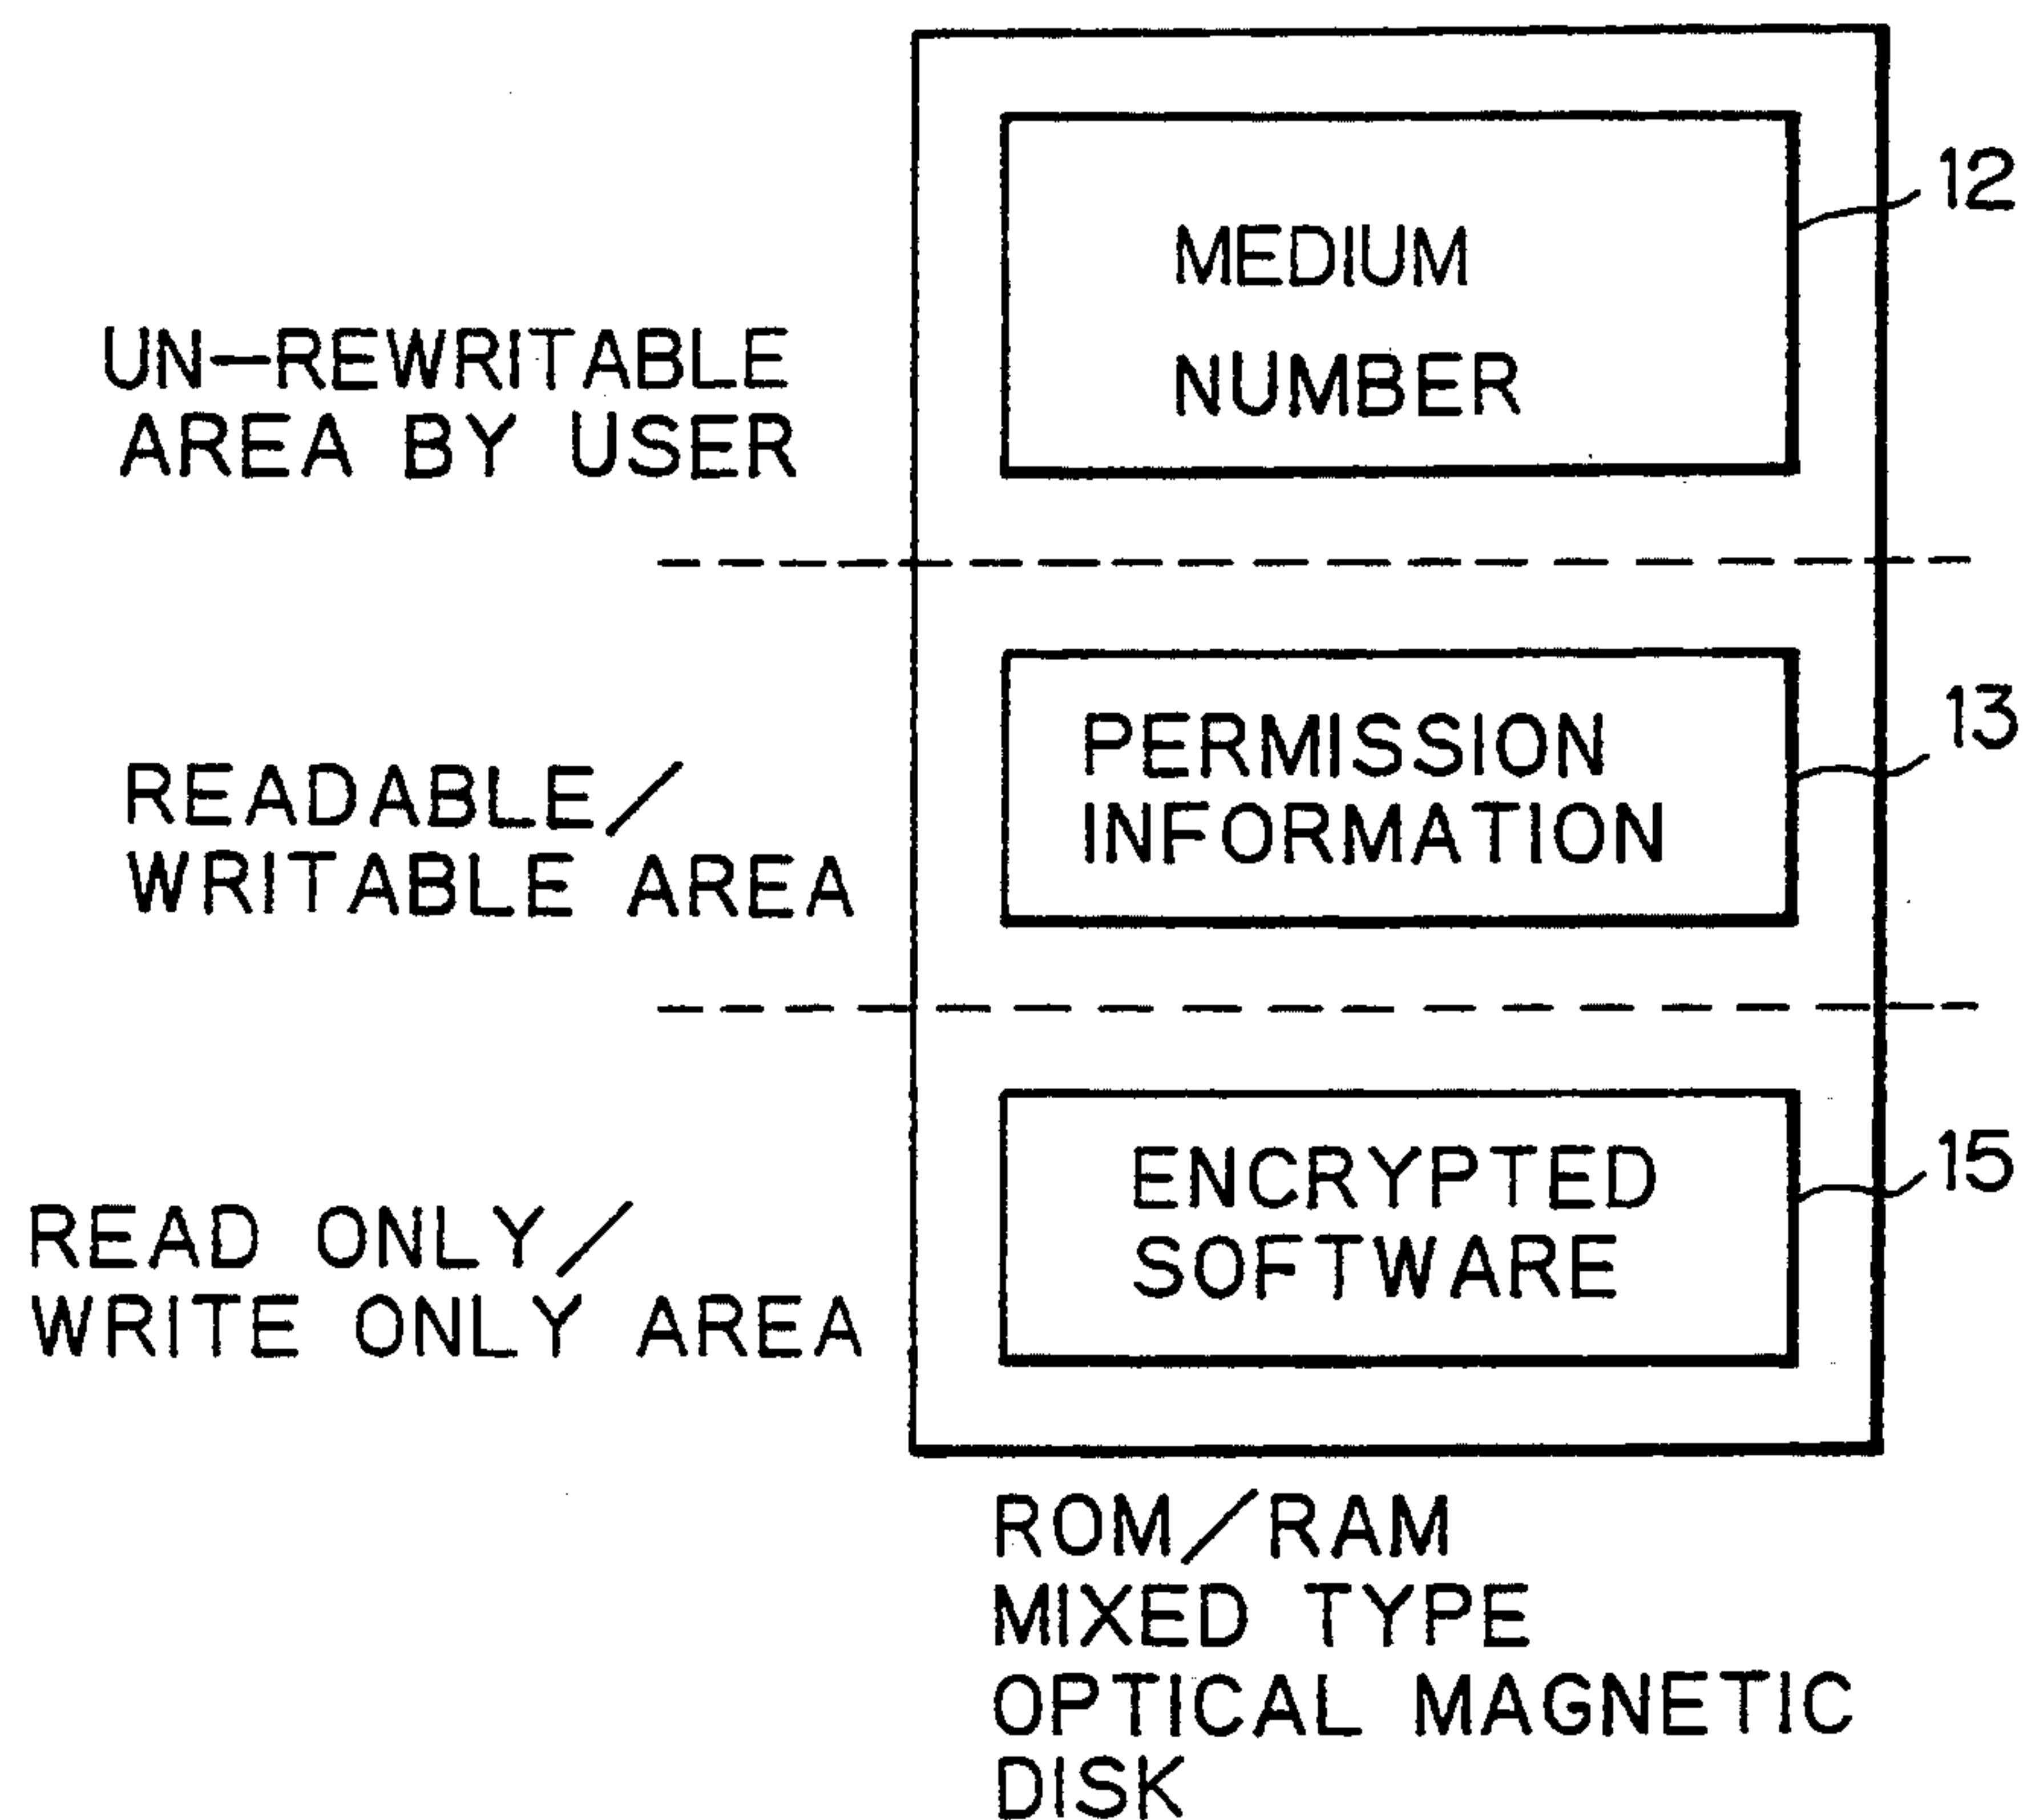 12
MEDIUM
NUMBER
UN-REWRITABLE
AREA BY USER
13
PERMISSION
INFORMATION
READABLE/
WRITABLE AREA
15
ENCRYPTED
SOFTWARE
READ ONLY/
WRITE ONLY AREA
ROM/RAM
MIXED TYPE
OPTICAL MAGNETIC
DISK